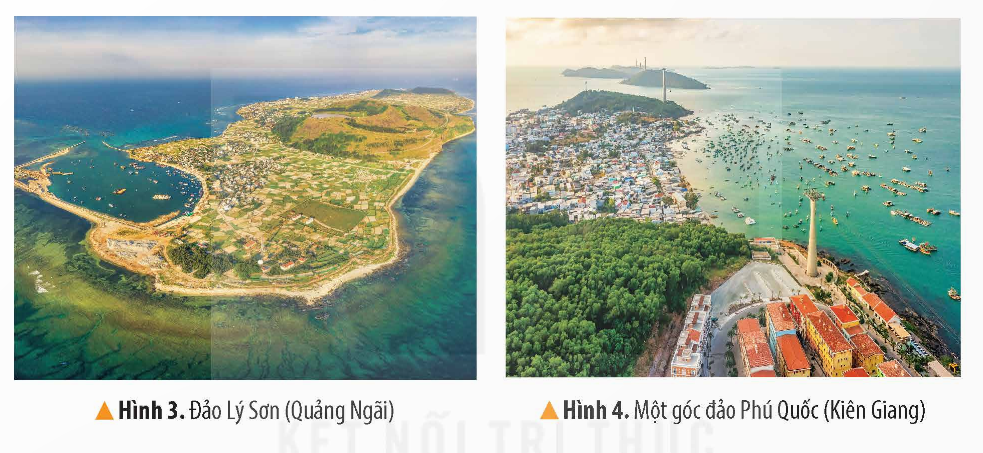 ▲ Hình 3. Đảo Lý Sơn (Quảng Ngãi)
▲ Hình 4. Một góc đảo Phú Quốc (Kiên Giang)
KẾT NỐI TRI THỨC